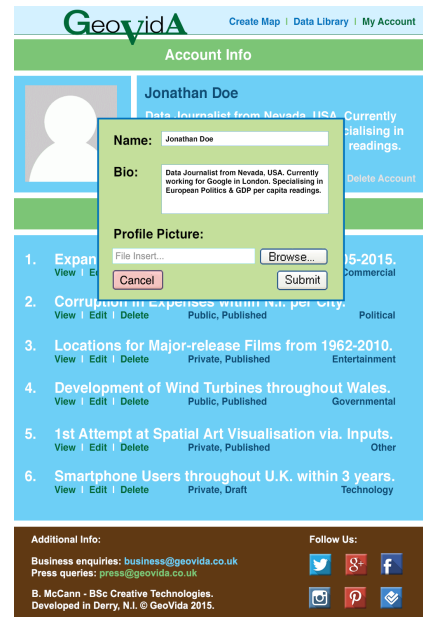 GeovidA
Create Map | Data Library | My Account
Account Info
Jonathan Doe
Data Journalist from Nevada, USA. Currently
cialising in
readings.
Delete Account
Name: Jonathan Doe
Bio: Data Journalist from Nevada, USA. Currently
working for Google in London. Specialising in
European Politics & GDP per capita readings.
Profile Picture:
File Insert... Browse...
Cancel Submit
1. Expan 05-2015.
View | Commercial
2. Corruption in Expenses within N.I. per City.
View | Edit | Delete Public, Published Political
3. Locations for Major-release Films from 1962-2010.
View | Edit | Delete Private, Published Entertainment
4. Development of Wind Turbines throughout Wales.
View | Edit | Delete Public, Published Governmental
5. 1st Attempt at Spatial Art Visualisation via. Inputs.
View | Edit | Delete Private, Published Other
6. Smartphone Users throughout U.K. within 3 years.
View | Edit | Delete Private, Draft Technology
Additional Info: Follow Us:
Business enquiries: business@geovida.co.uk
Press queries: press@geovida.co.uk
B. McCann - BSc Creative Technologies.
Developed in Derry, N.I. © GeoVida 2015.